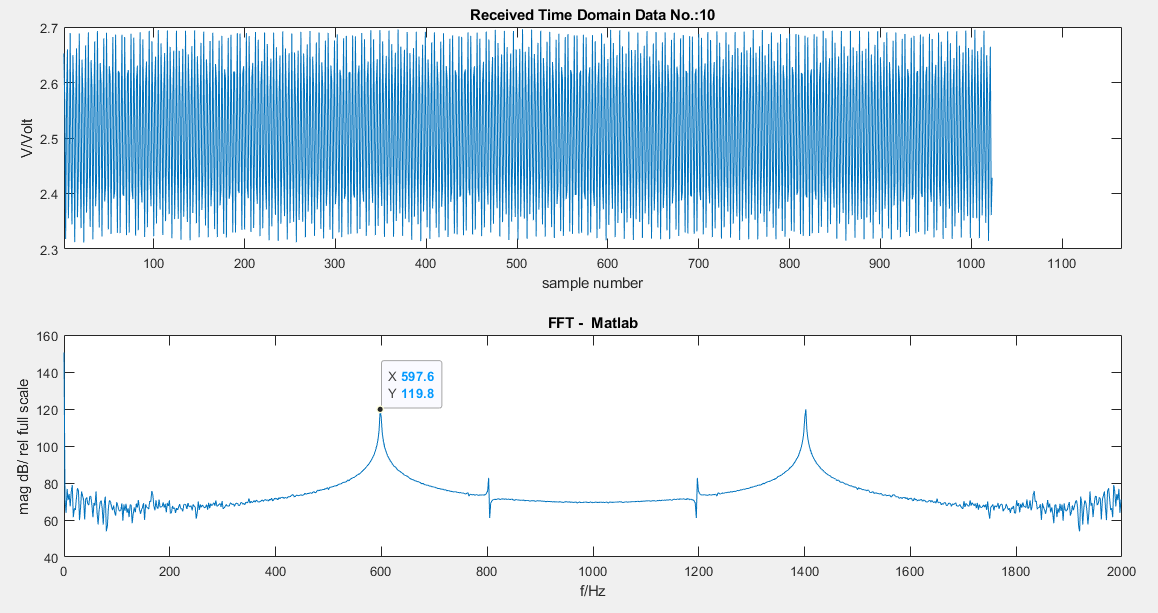 Received Time Domain Data No.:10
2.7
2.6
2.5
2.4
2.3
V/Volt
100 200 300 400 500 600 700 800 900 1000 1100
sample number
FFT -  Matlab
160
140
120
100
80
60
40
mag dB/ rel full scale
X 597.6
Y 119.8
0 200 400 600 800 1000 1200 1400 1600 1800 2000
f/Hz